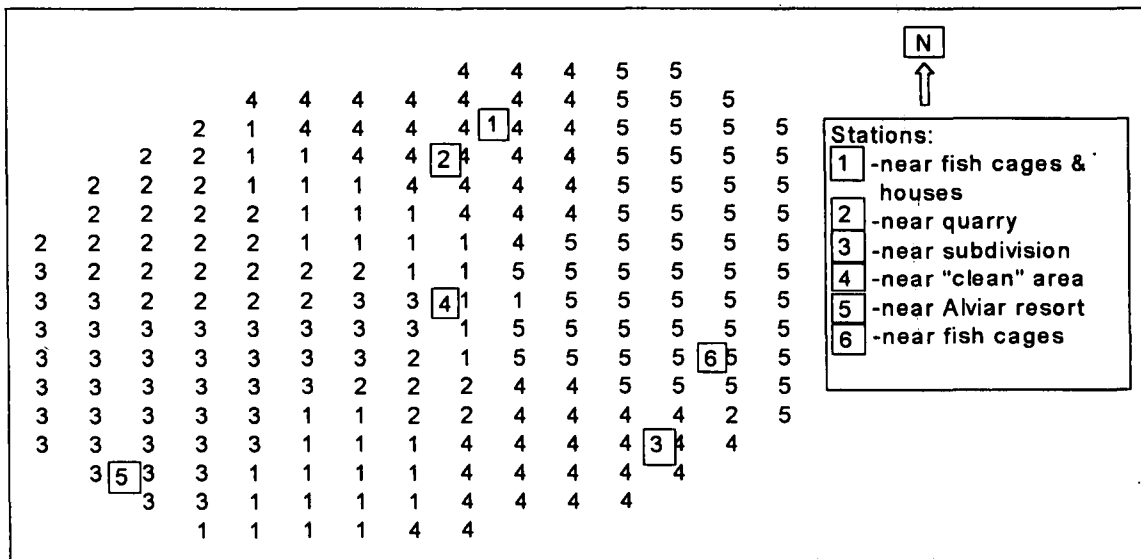 N
4 4 4 5 5
4 4 4 4 4 4 4 5 5 5
2 1 4 4 4 4 1 4 4 5 5 5 5
2 2 1 1 4 4 2 4 4 4 5 5 5 5
2 2 2 1 1 1 4 4 4 4 5 5 5 5
2 2 2 2 1 1 1 4 4 4 5 5 5 5
2 2 2 2 2 1 1 1 1 4 5 5 5 5 5
3 2 2 2 2 2 2 1 1 5 5 5 5 5 5
3 3 2 2 2 2 3 3 4 1 1 5 5 5 5 5
3 3 3 3 3 3 3 3 1 5 5 5 5 5 5
3 3 3 3 3 3 3 2 1 5 5 5 5 6 5 5
3 3 3 3 3 3 2 2 2 4 4 5 5 5 5
3 3 3 3 3 1 1 2 2 4 4 4 4 2 5
3 3 3 3 3 1 1 1 4 4 4 4 3 4 4
3 5 3 3 1 1 1 1 4 4 4 4 4
3 3 1 1 1 1 4 4 4 4
1 1 1 1 4 4
Stations:
1 -near fish cages &
houses
2 -near quarry
3 -near subdivision
4 -near "clean" area
5 -near Alviar resort
6 -near fish cages